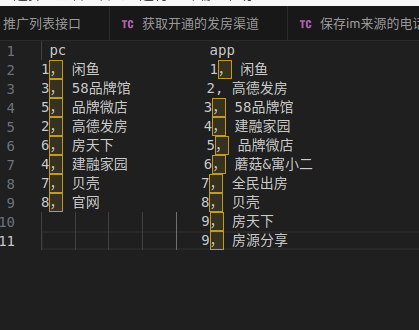 推广列表接口 TC 获取开通的发房渠道 TC 保存im来源的电话
1 pc app
2 1， 闲鱼 1， 闲鱼
3 3， 58品牌馆 2, 高德发房
4 5， 品牌微店 3， 58品牌馆
5 2， 高德发房 4， 建融家园
6 6， 房天下 5， 品牌微店
7 4， 建融家园 6， 蘑菇&寓小二
8 7， 贝壳 7， 全民出房
9 8， 官网 8， 贝壳
10 9， 房天下
11 9， 房源分享